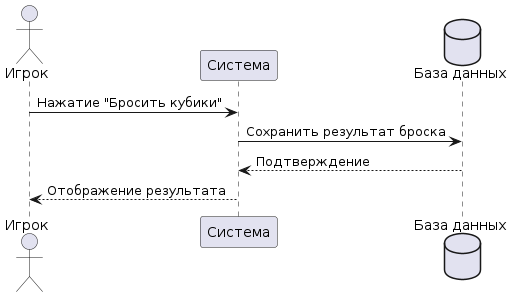 Игрок
Система
База данных
Нажатие "Бросить кубики"
Сохранить результат броска
Подтверждение
Отображение результата
Игрок
Система
База данных